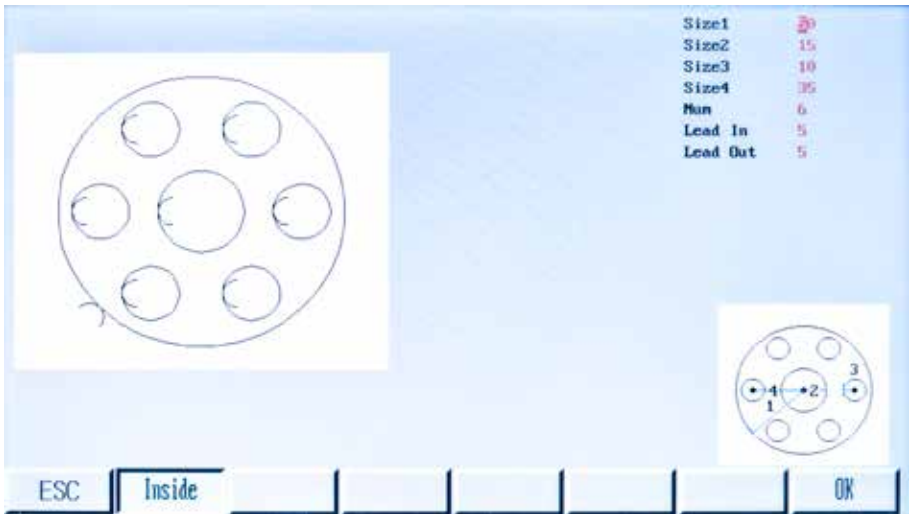 Size1
Size2 15
Size3 10
Size4 35
Num 6
Lead In 5
Lead Out 5
3
4 2
1
ESC Inside OK